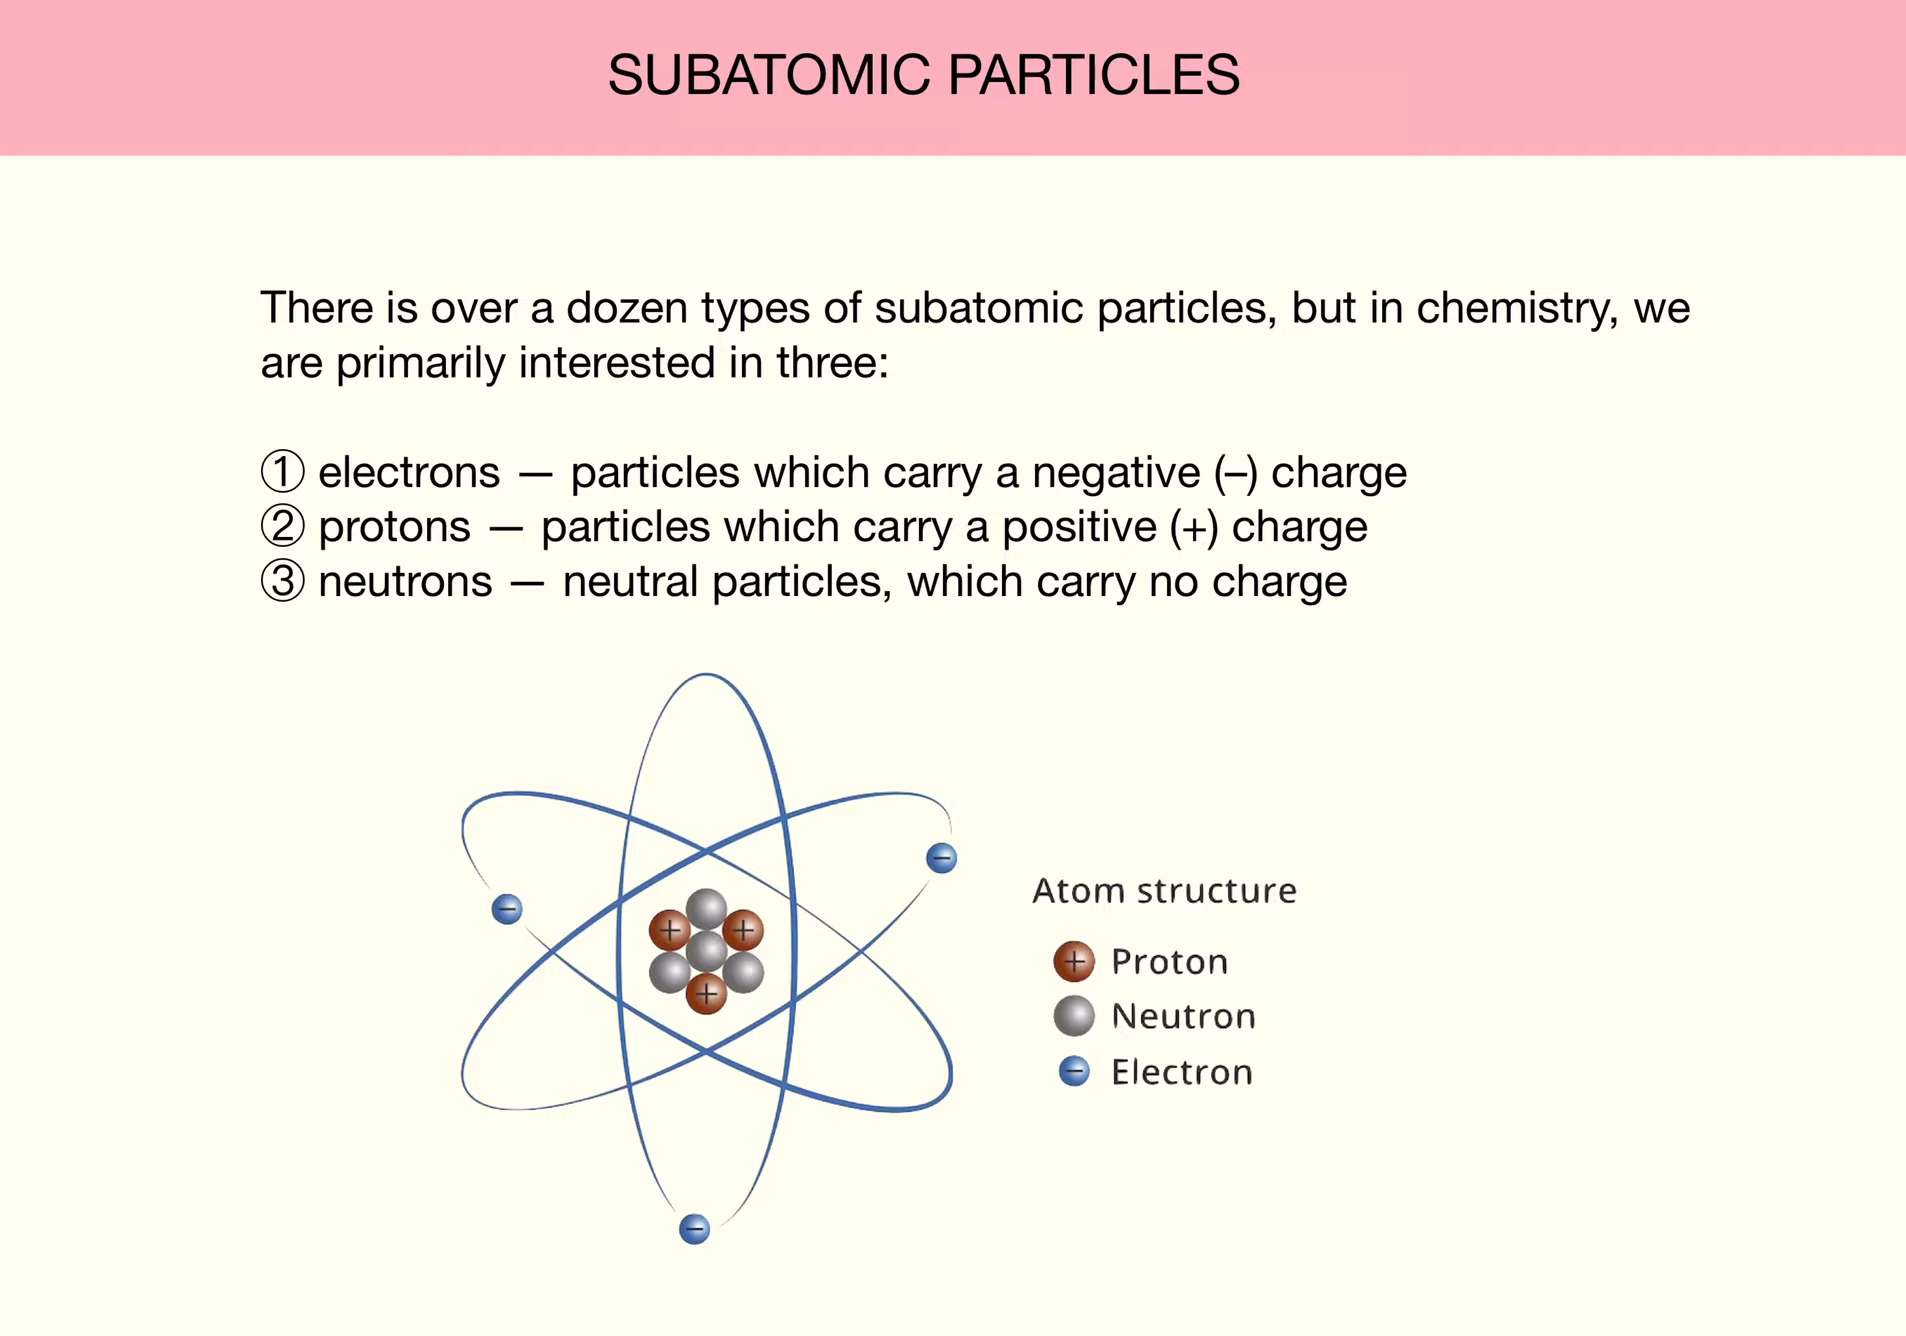 SUBATOMIC PARTICLES
There is over a dozen types of subatomic particles, but in chemistry, we
are primarily interested in three:
① electrons — particles which carry a negative (–) charge
② protons — particles which carry a positive (+) charge
③ neutrons — neutral particles, which carry no charge
Atom structure
+ Proton
Neutron
− Electron